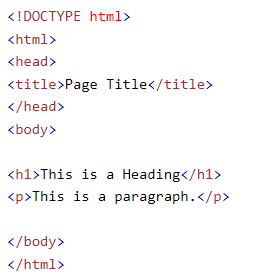 <!DOCTYPE html>
<html>
<head>
<title>Page Title</title>
</head>
<body>
<h1>This is a Heading</h1>
<p>This is a paragraph.</p>
</body>
</html>